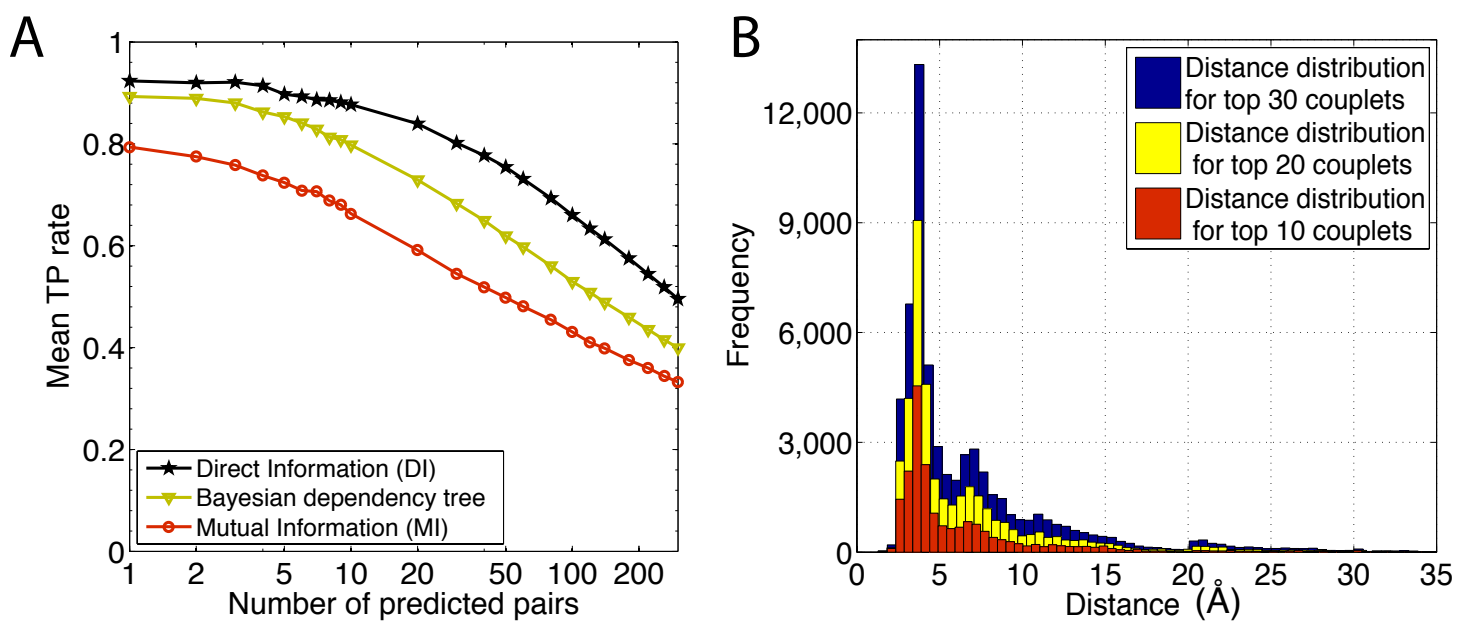 A
1
0.8
0.6
0.4
0.2
0
Mean TP rate
Direct Information (DI)
Bayesian dependency tree
Mutual Information (MI)
1 2 5 10 20 50 100 200
Number of predicted pairs
B
12,000
9,000
6,000
3,000
0
Frequency
Distance distribution
for top 30 couplets
Distance distribution
for top 20 couplets
Distance distribution
for top 10 couplets
0 5 10 15 20 25 30 35
Distance (Å)